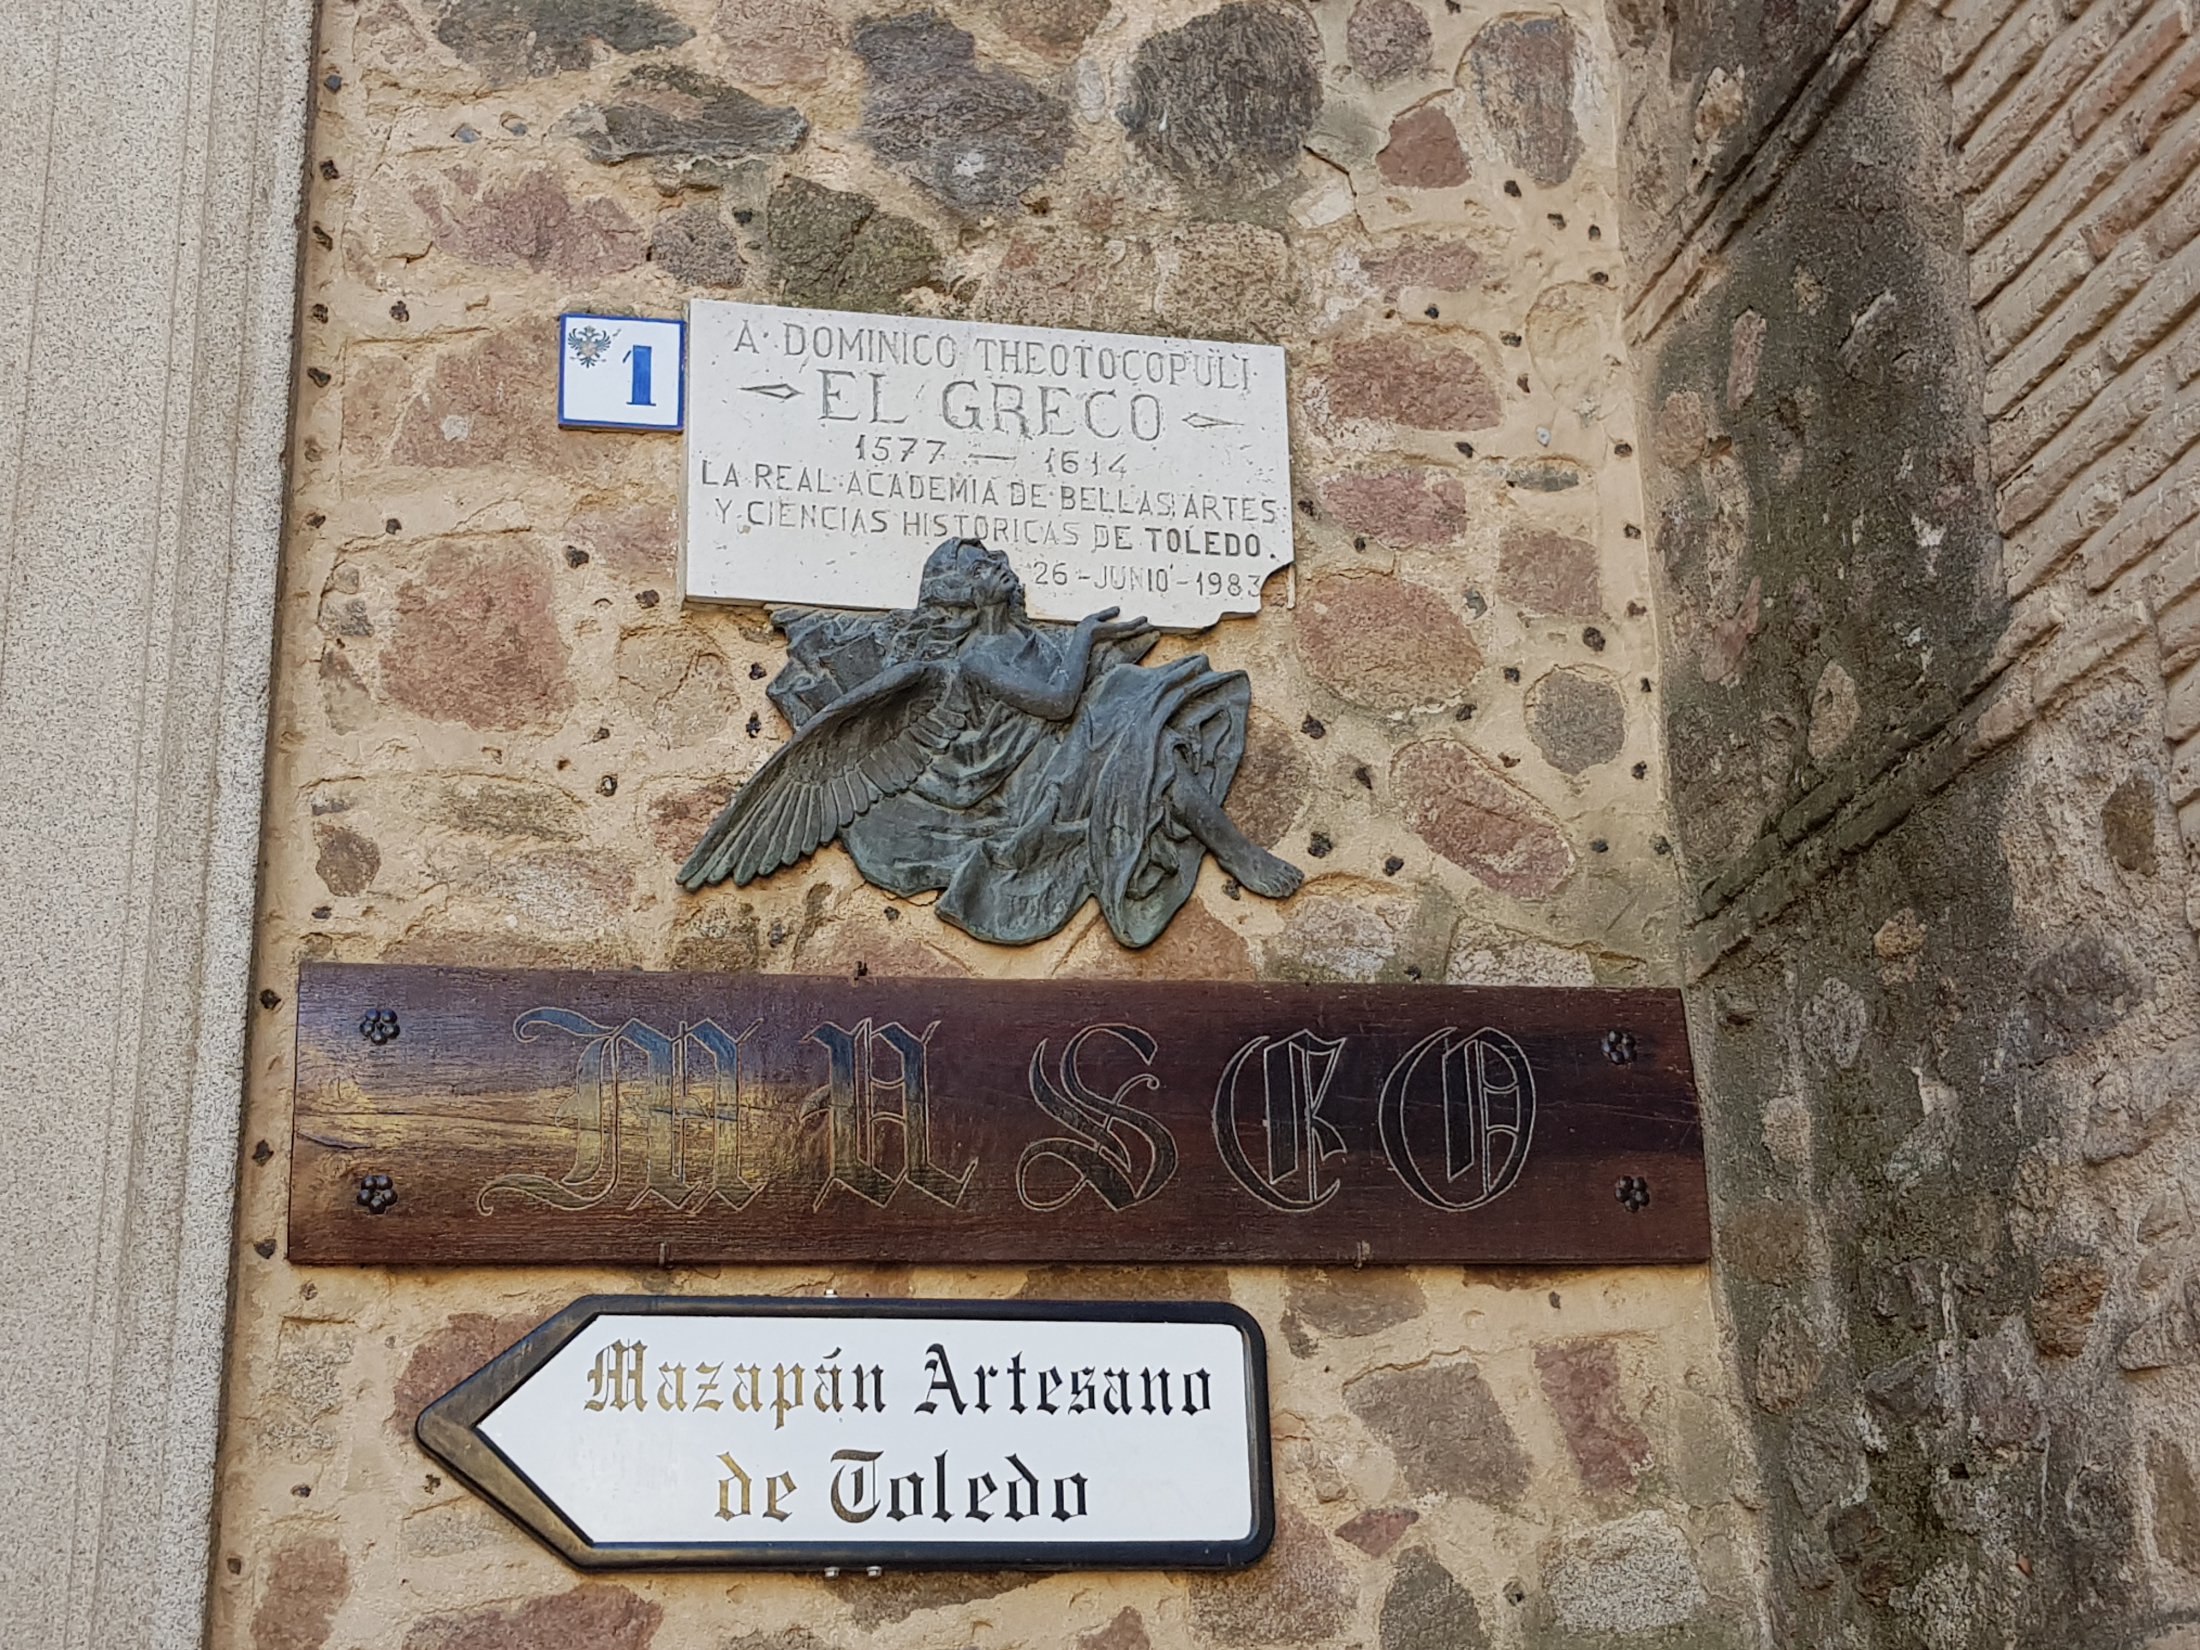 1
A · DOMINICO THEOTOCOPULI ·
EL GRECO
1577 — 1614
LA REAL ACADEMIA DE BELLAS ARTES
Y CIENCIAS HISTORICAS DE TOLEDO.
26 - JUNIO - 1983
MUSEO
Mazapán Artesano
de Toledo